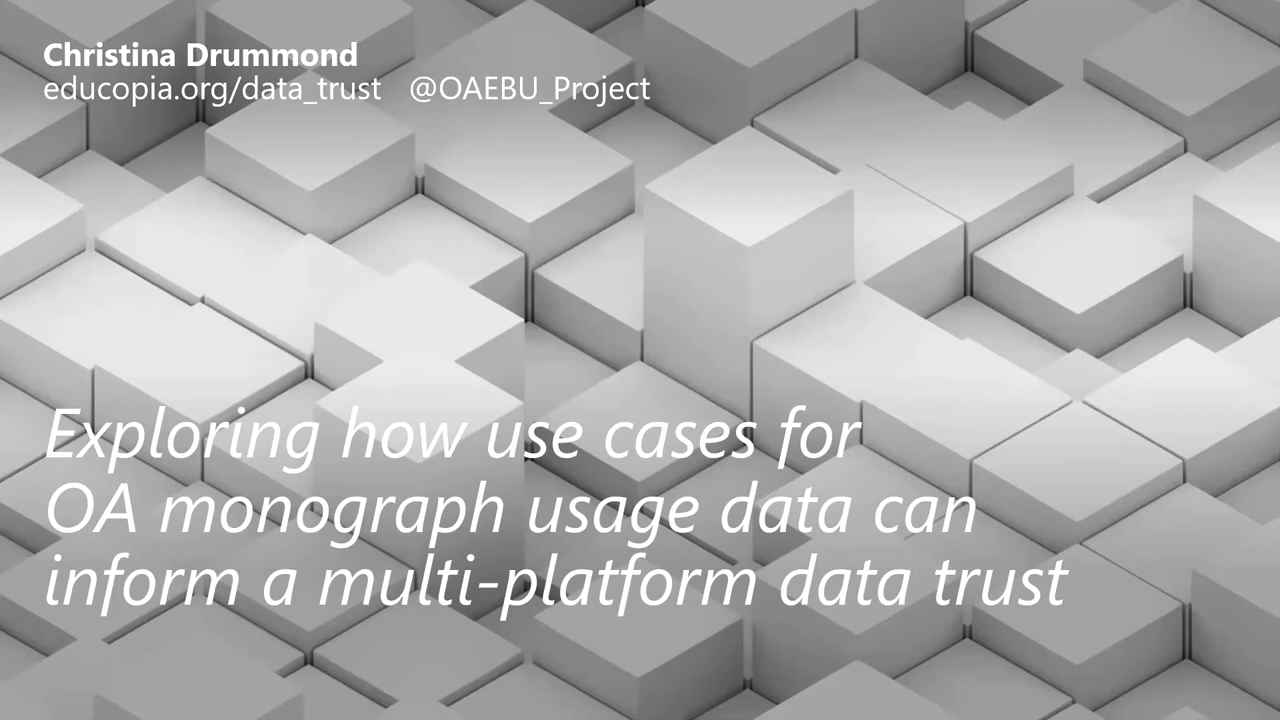 Christina Drummond
educopia.org/data_trust @OAEBU_Project
Exploring how use cases for
OA monograph usage data can
inform a multi-platform data trust